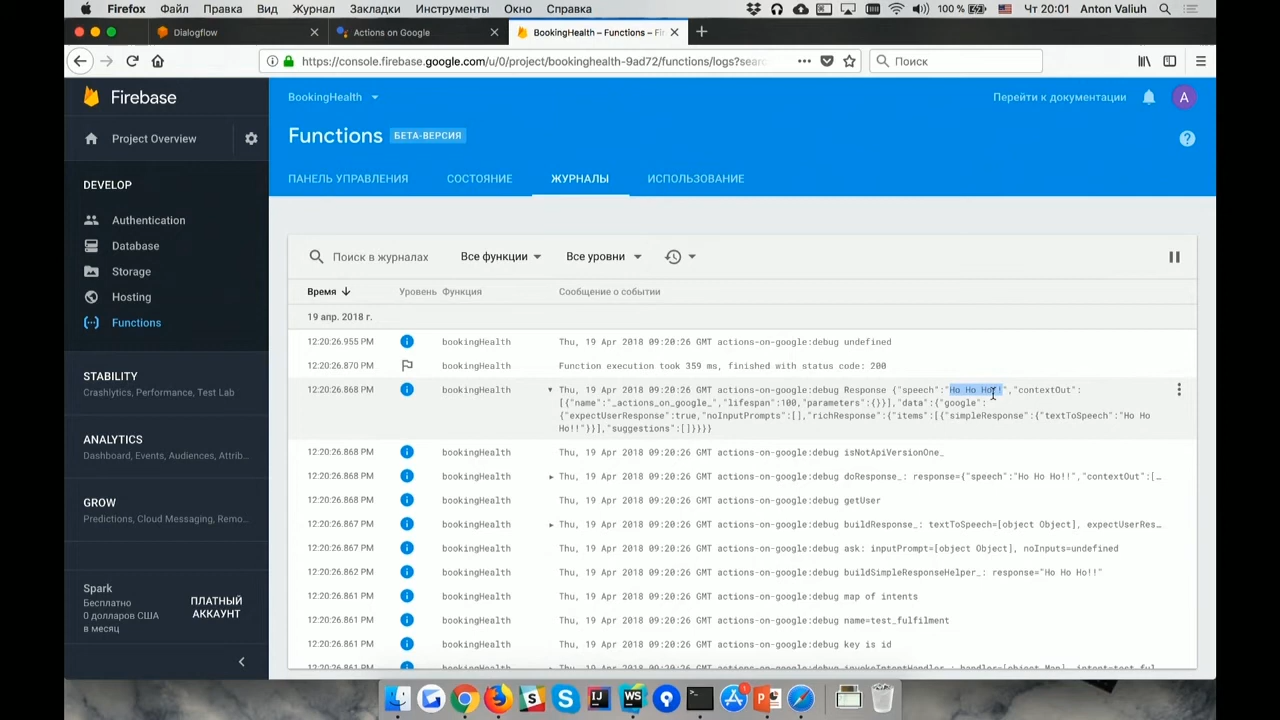 Firefox Файл Правка Вид Журнал Закладки Инструменты Окно Справка 100 % Чт 20:01 Anton Valiuh
Dialogflow Actions on Google BookingHealth – Functions – Fir
https://console.firebase.google.com/u/0/project/bookinghealth-9ad72/functions/logs?sear Поиск
Firebase BookingHealth Перейти к документации A
Project Overview Functions БЕТА-ВЕРСИЯ ?
DEVELOP ПАНЕЛЬ УПРАВЛЕНИЯ СОСТОЯНИЕ ЖУРНАЛЫ ИСПОЛЬЗОВАНИЕ
Authentication
Database
Storage
Hosting
Functions
STABILITY
Crashlytics, Performance, Test Lab
ANALYTICS
Dashboard, Events, Audiences, Attrib...
GROW
Predictions, Cloud Messaging, Remo...
Spark
Бесплатно
0 долларов США
в месяц
ПЛАТНЫЙ
АККАУНТ
Поиск в журналах Все функции Все уровни
Время Уровень Функция Сообщение о событии
19 апр. 2018 г.
12:20:26.955 PM bookingHealth Thu, 19 Apr 2018 09:20:26 GMT actions-on-google:debug undefined
12:20:26.870 PM bookingHealth Function execution took 359 ms, finished with status code: 200
12:20:26.868 PM bookingHealth Thu, 19 Apr 2018 09:20:26 GMT actions-on-google:debug Response {"speech":"Ho Ho Ho!!","contextOut":
[{"name":"_actions_on_google_","lifespan":100,"parameters":{}}],"data":{"google":
{"expectUserResponse":true,"noInputPrompts":[],"richResponse":{"items":[{"simpleResponse":{"textToSpeech":"Ho Ho
Ho!!"}}],"suggestions":[]}}}}
12:20:26.868 PM bookingHealth Thu, 19 Apr 2018 09:20:26 GMT actions-on-google:debug isNotApiVersionOne_
12:20:26.868 PM bookingHealth Thu, 19 Apr 2018 09:20:26 GMT actions-on-google:debug doResponse_: response={"speech":"Ho Ho Ho!!","contextOut":[...
12:20:26.868 PM bookingHealth Thu, 19 Apr 2018 09:20:26 GMT actions-on-google:debug getUser
12:20:26.867 PM bookingHealth Thu, 19 Apr 2018 09:20:26 GMT actions-on-google:debug buildResponse_: textToSpeech=[object Object], expectUserRes...
12:20:26.867 PM bookingHealth Thu, 19 Apr 2018 09:20:26 GMT actions-on-google:debug ask: inputPrompt=[object Object], noInputs=undefined
12:20:26.862 PM bookingHealth Thu, 19 Apr 2018 09:20:26 GMT actions-on-google:debug buildSimpleResponseHelper_: response="Ho Ho Ho!!"
12:20:26.861 PM bookingHealth Thu, 19 Apr 2018 09:20:26 GMT actions-on-google:debug map of intents
12:20:26.861 PM bookingHealth Thu, 19 Apr 2018 09:20:26 GMT actions-on-google:debug name=test_fulfilment
12:20:26.861 PM bookingHealth Thu, 19 Apr 2018 09:20:26 GMT actions-on-google:debug key is id
12:20:26.861 PM bookingHealth Thu, 19 Apr 2018 09:20:26 GMT actions-on-google:debug